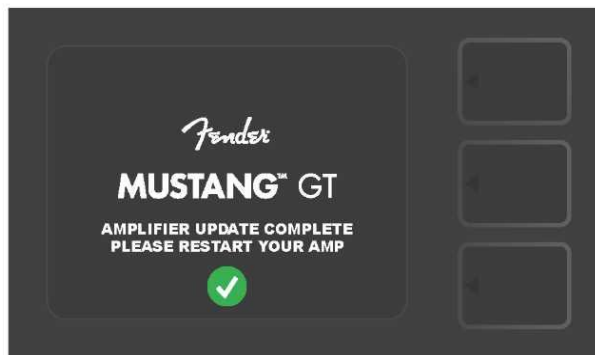 Fender
MUSTANG™ GT
AMPLIFIER UPDATE COMPLETE
PLEASE RESTART YOUR AMP